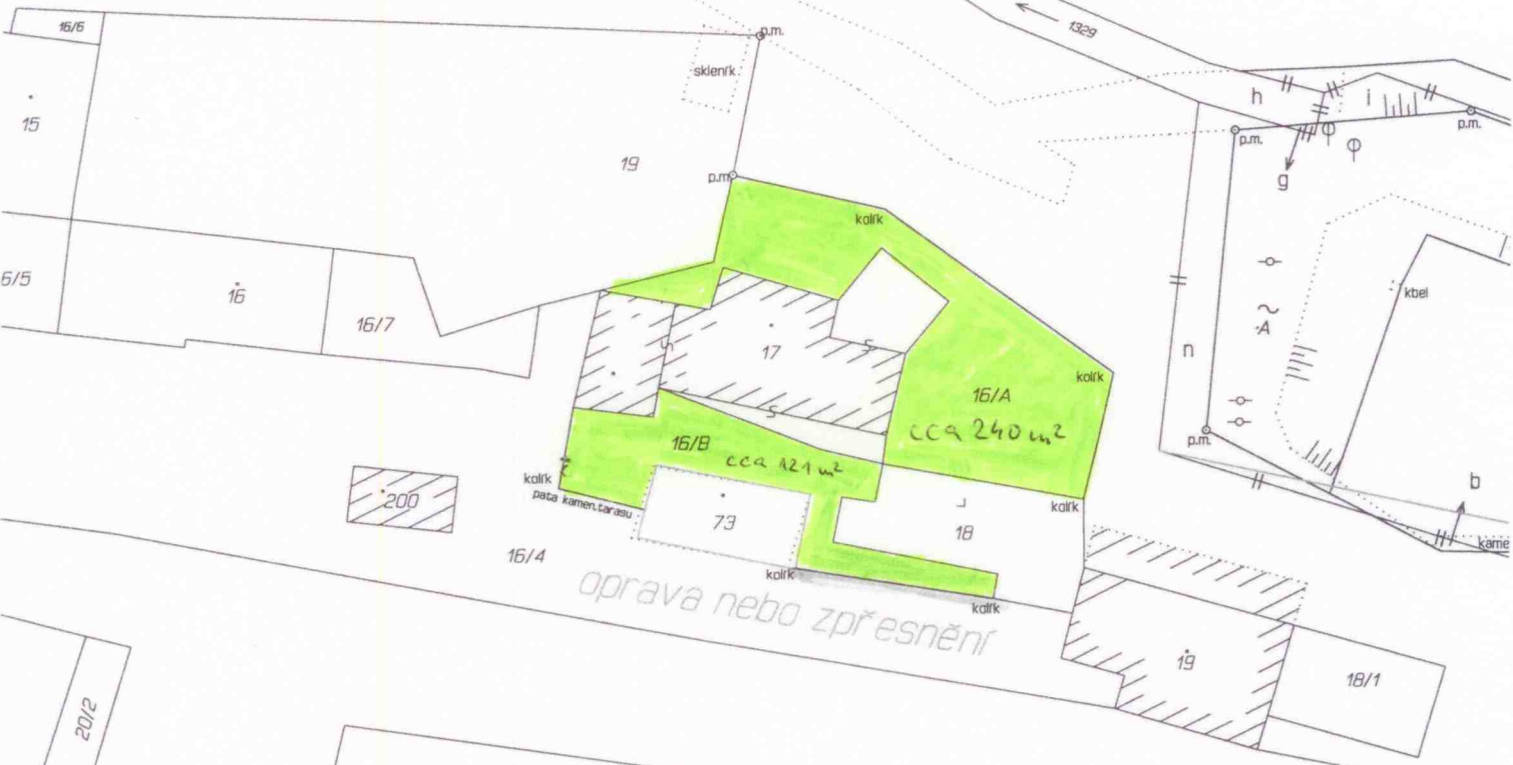 16/6
p.m.
1329
skleník
h
i
15
p.m.
p.m.
19
p.m
g
kolík
6/5
16
kbel
16/7
17
A
n
kolík
16/A
cca 240 m²
p.m.
16/B
cca 121 m²
kolík
pata kamen.tarasu
200
73
18
kolík
b
kame
16/4
kolík
oprava nebo zpřesnění
kolík
19
18/1
20/2